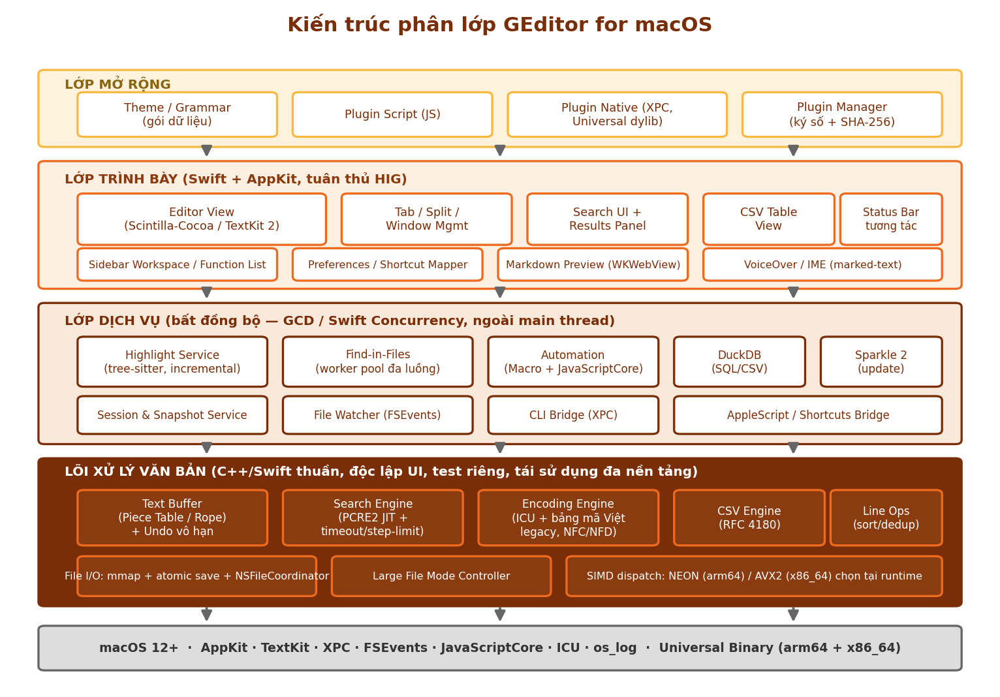 Kiến trúc phân lớp GEditor for macOS
LỚP MỞ RỘNG
Theme / Grammar
(gói dữ liệu)
Plugin Script (JS)
Plugin Native (XPC,
Universal dylib)
Plugin Manager
(ký số + SHA-256)
LỚP TRÌNH BÀY (Swift + AppKit, tuân thủ HIG)
Editor View
(Scintilla-Cocoa / TextKit 2)
Tab / Split /
Window Mgmt
Search UI +
Results Panel
CSV Table
View
Status Bar
tương tác
Sidebar Workspace / Function List
Preferences / Shortcut Mapper
Markdown Preview (WKWebView)
VoiceOver / IME (marked-text)
LỚP DỊCH VỤ (bất đồng bộ — GCD / Swift Concurrency, ngoài main thread)
Highlight Service
(tree-sitter, incremental)
Find-in-Files
(worker pool đa luồng)
Automation
(Macro + JavaScriptCore)
DuckDB
(SQL/CSV)
Sparkle 2
(update)
Session & Snapshot Service
File Watcher (FSEvents)
CLI Bridge (XPC)
AppleScript / Shortcuts Bridge
LÕI XỬ LÝ VĂN BẢN (C++/Swift thuần, độc lập UI, test riêng, tái sử dụng đa nền tảng)
Text Buffer
(Piece Table / Rope)
+ Undo vô hạn
Search Engine
(PCRE2 JIT +
timeout/step-limit)
Encoding Engine
(ICU + bảng mã Việt
legacy, NFC/NFD)
CSV Engine
(RFC 4180)
Line Ops
(sort/dedup)
File I/O: mmap + atomic save + NSFileCoordinator
Large File Mode Controller
SIMD dispatch: NEON (arm64) / AVX2 (x86_64) chọn tại runtime
macOS 12+ · AppKit · TextKit · XPC · FSEvents · JavaScriptCore · ICU · os_log · Universal Binary (arm64 + x86_64)